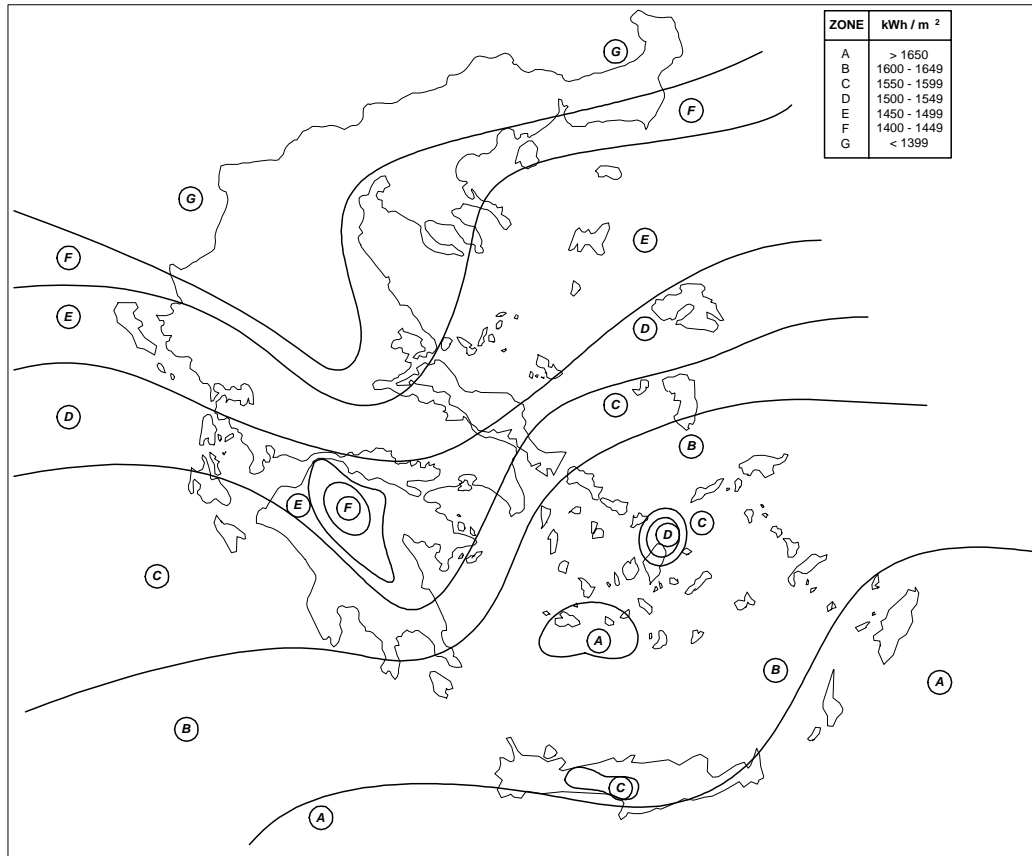 ZONE kWh / m ²
A > 1650
B 1600 - 1649
C 1550 - 1599
D 1500 - 1549
E 1450 - 1499
F 1400 - 1449
G < 1399
G
F
G
E
F
E
D
C
D
B
E
F
C
D
C
A
B
A
B
C
A